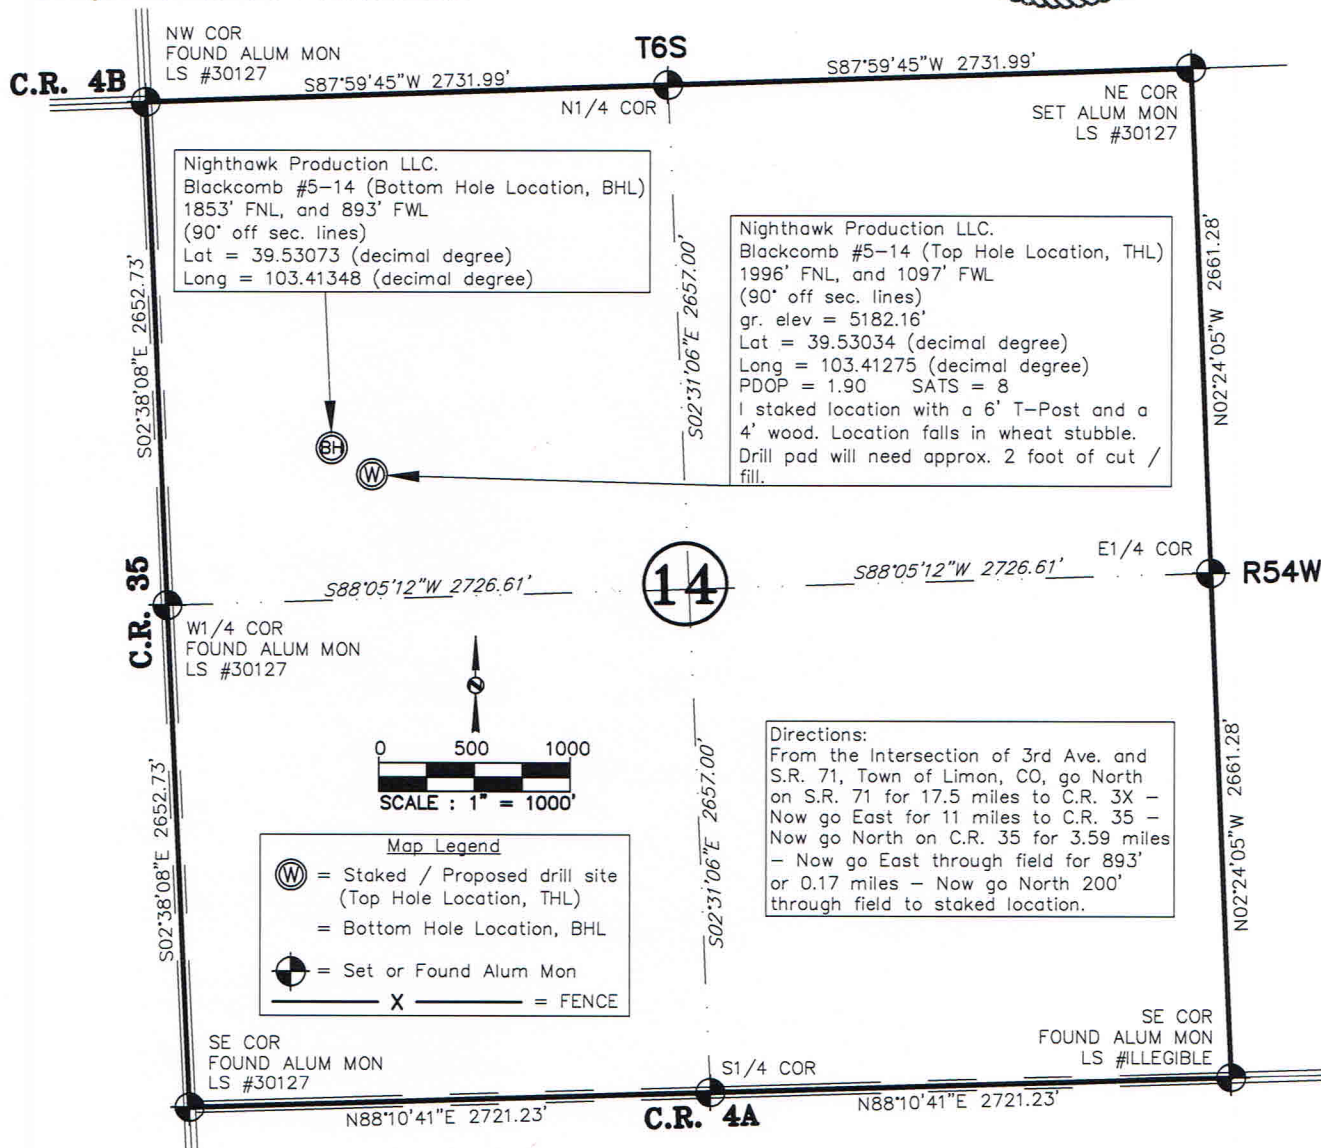 NW COR
FOUND ALUM MON
LS #30127
C.R. 4B
S87°59'45"W 2731.99'
T6S
N1/4 COR
S87°59'45"W 2731.99'
NE COR
SET ALUM MON
LS #30127
Nighthawk Production LLC.
Blackcomb #5-14 (Bottom Hole Location, BHL)
1853' FNL, and 893' FWL
(90° off sec. lines)
Lat = 39.53073 (decimal degree)
Long = 103.41348 (decimal degree)
Nighthawk Production LLC.
Blackcomb #5-14 (Top Hole Location, THL)
1996' FNL, and 1097' FWL
(90° off sec. lines)
gr. elev = 5182.16'
Lat = 39.53034 (decimal degree)
Long = 103.41275 (decimal degree)
PDOP = 1.90 SATS = 8
I staked location with a 6' T-Post and a
4' wood. Location falls in wheat stubble.
Drill pad will need approx. 2 foot of cut /
fill.
S02°38'08"E 2652.73'
S02°31'06"E 2657.00'
N02°24'05"W 2661.28'
BH
W
C.R. 35
S88°05'12"W 2726.61'
14
S88°05'12"W 2726.61'
E1/4 COR
R54W
W1/4 COR
FOUND ALUM MON
LS #30127
N
0 500 1000
SCALE : 1" = 1000'
Map Legend
W = Staked / Proposed drill site
(Top Hole Location, THL)
= Bottom Hole Location, BHL
= Set or Found Alum Mon
X = FENCE
S02°38'08"E 2652.73'
S02°31'06"E 2657.00'
Directions:
From the Intersection of 3rd Ave. and
S.R. 71, Town of Limon, CO, go North
on S.R. 71 for 17.5 miles to C.R. 3X -
Now go East for 11 miles to C.R. 35 -
Now go North on C.R. 35 for 3.59 miles
- Now go East through field for 893'
or 0.17 miles - Now go North 200'
through field to staked location.
N02°24'05"W 2661.28'
SE COR
FOUND ALUM MON
LS #30127
N88°10'41"E 2721.23'
S1/4 COR
C.R. 4A
N88°10'41"E 2721.23'
SE COR
FOUND ALUM MON
LS #ILLEGIBLE